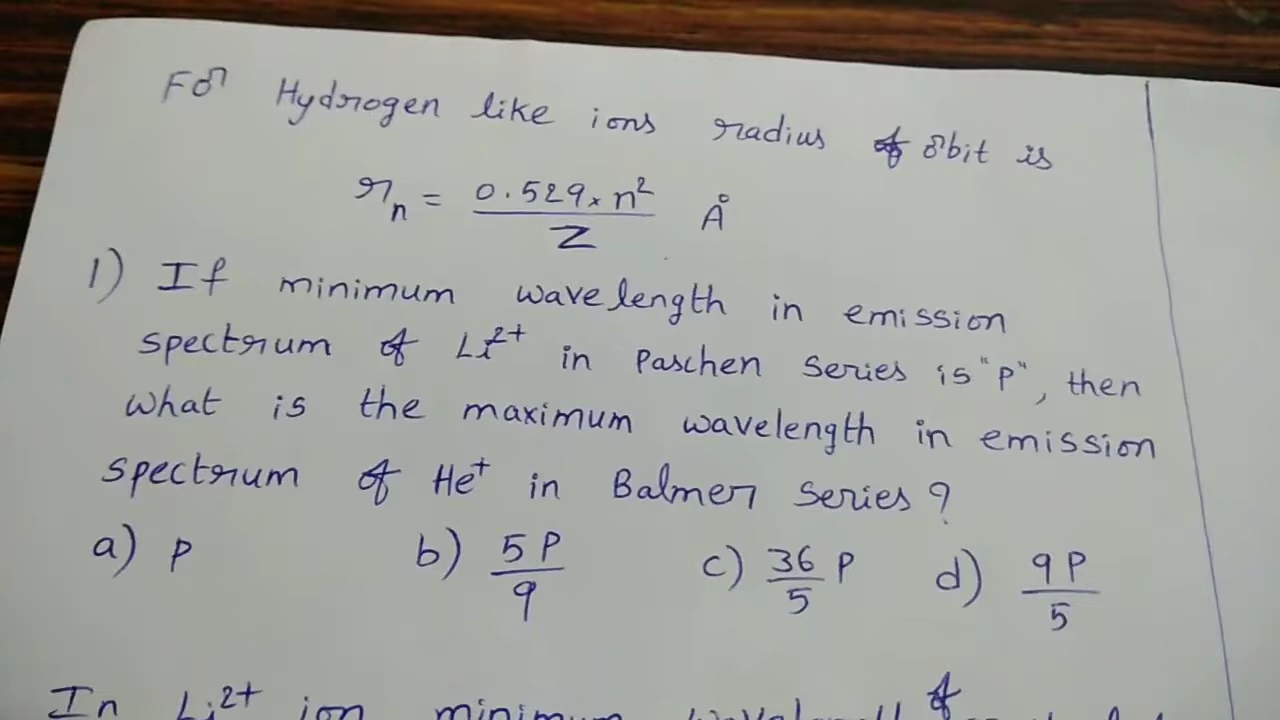 For Hydrogen like ions radius of orbit is
rn = 0.529 x n² / Z Å
1) If minimum wavelength in emission
spectrum of Li²⁺ in Paschen series is "P", then
what is the maximum wavelength in emission
spectrum of He⁺ in Balmer series ?
a) P b) 5P/9 c) 36/5 P d) 9P/5
In Li²⁺ ion minimum of